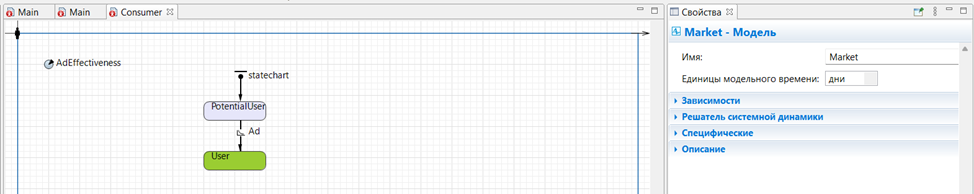 Main
Main
Consumer
AdEffectiveness
statechart
PotentialUser
Ad
User
Свойства
Market - Модель
Имя:
Market
Единицы модельного времени:
дни
Зависимости
Решатель системной динамики
Специфические
Описание